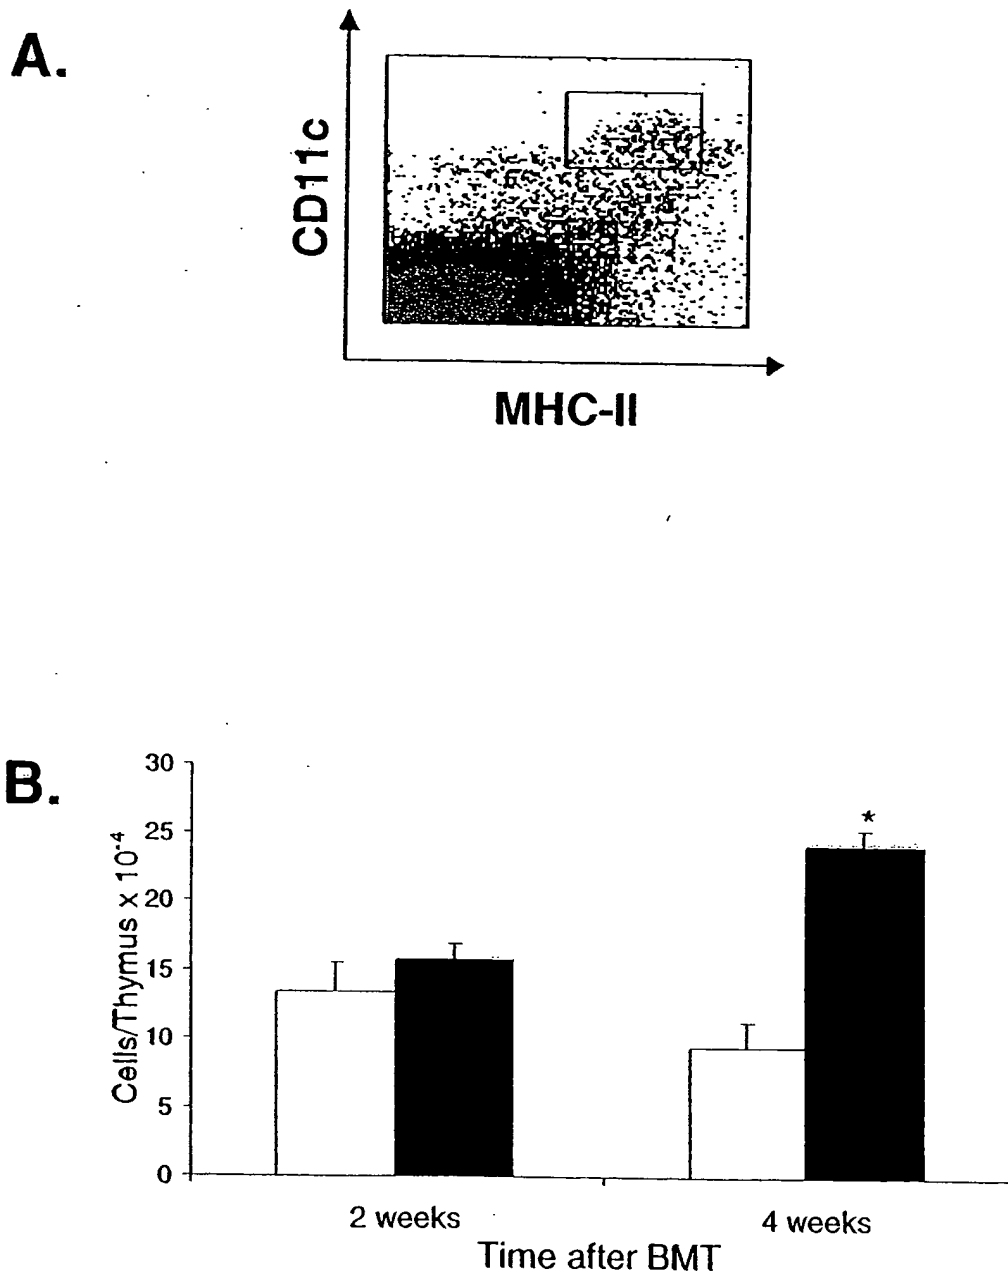 A.
CD11c
MHC-II
B.
Cells/Thymus x 10⁻⁴
30
25
20
15
10
5
0
*
2 weeks
4 weeks
Time after BMT